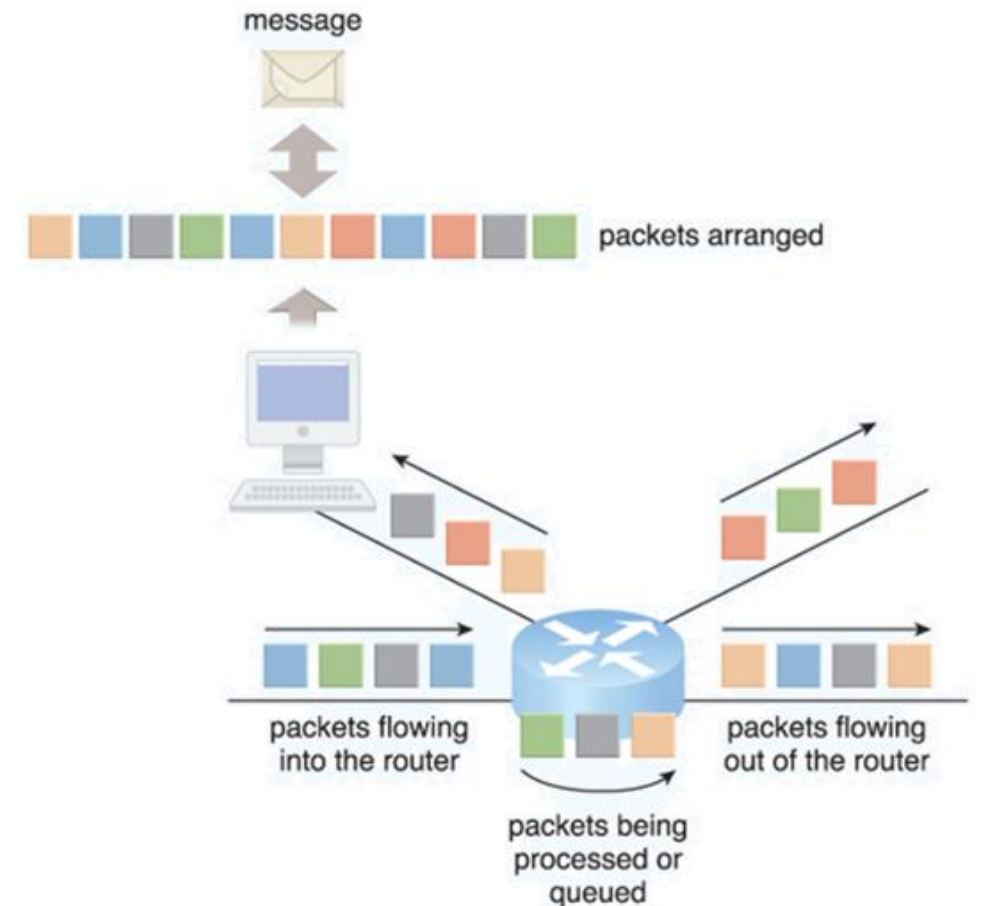 message
packets arranged
packets flowing
into the router
packets flowing
out of the router
packets being
processed or
queued